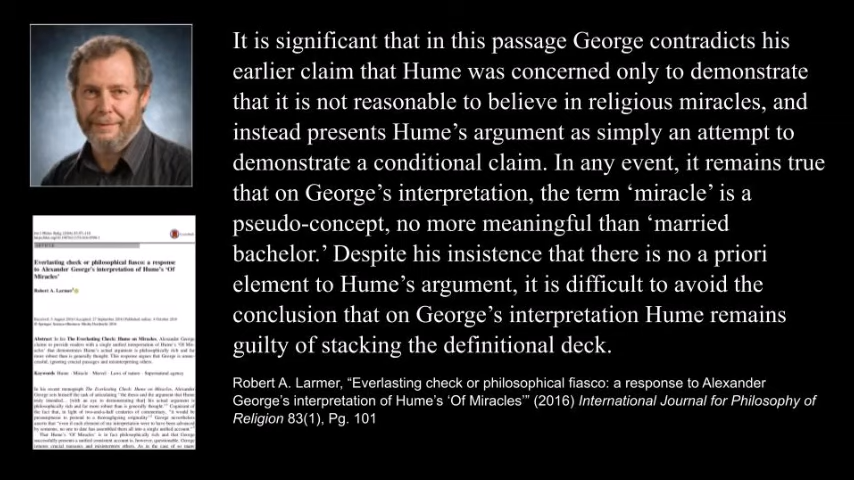 It is significant that in this passage George contradicts his
earlier claim that Hume was concerned only to demonstrate
that it is not reasonable to believe in religious miracles, and
instead presents Hume’s argument as simply an attempt to
demonstrate a conditional claim. In any event, it remains true
that on George’s interpretation, the term ‘miracle’ is a
pseudo-concept, no more meaningful than ‘married
bachelor.’ Despite his insistence that there is no a priori
element to Hume’s argument, it is difficult to avoid the
conclusion that on George’s interpretation Hume remains
guilty of stacking the definitional deck.
Robert A. Larmer, “Everlasting check or philosophical fiasco: a response to Alexander
George’s interpretation of Hume’s ‘Of Miracles’” (2016) International Journal for Philosophy of
Religion 83(1), Pg. 101
Everlasting check or philosophical fiasco: a response
to Alexander George's interpretation of Hume's 'Of
Miracles'
Robert A. Larmer